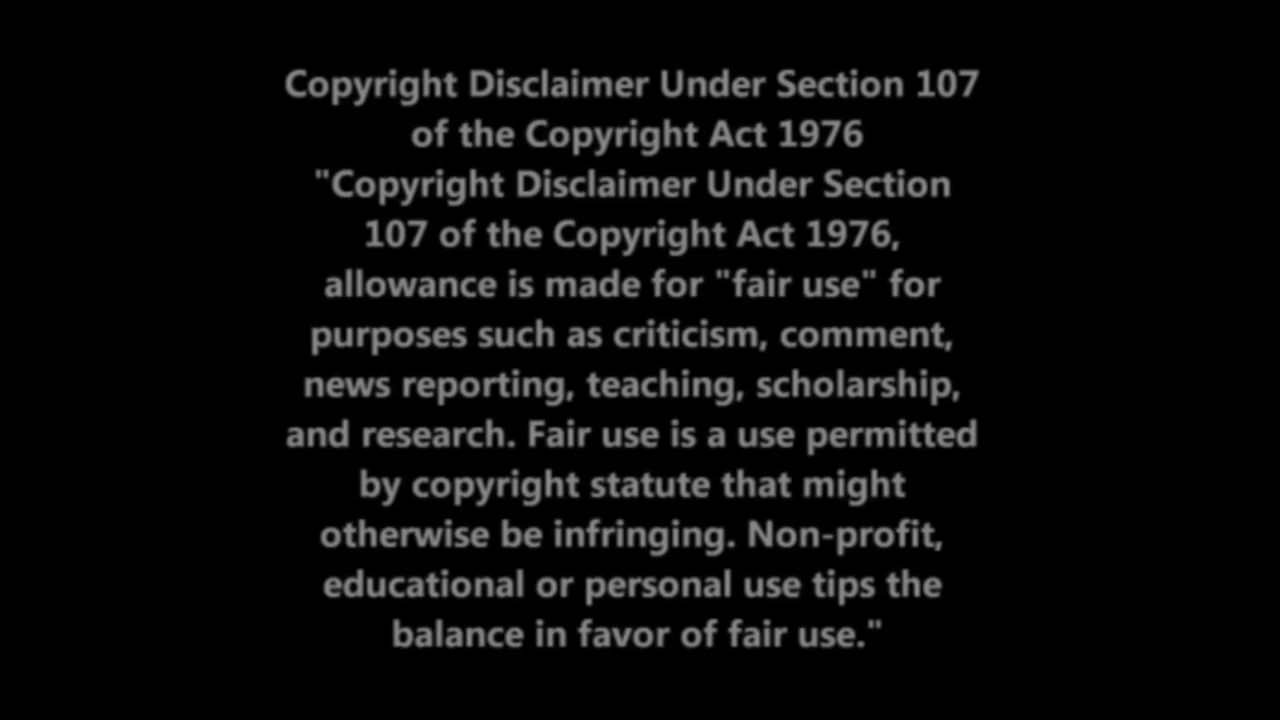 Copyright Disclaimer Under Section 107
of the Copyright Act 1976
"Copyright Disclaimer Under Section
107 of the Copyright Act 1976,
allowance is made for "fair use" for
purposes such as criticism, comment,
news reporting, teaching, scholarship,
and research. Fair use is a use permitted
by copyright statute that might
otherwise be infringing. Non-profit,
educational or personal use tips the
balance in favor of fair use."